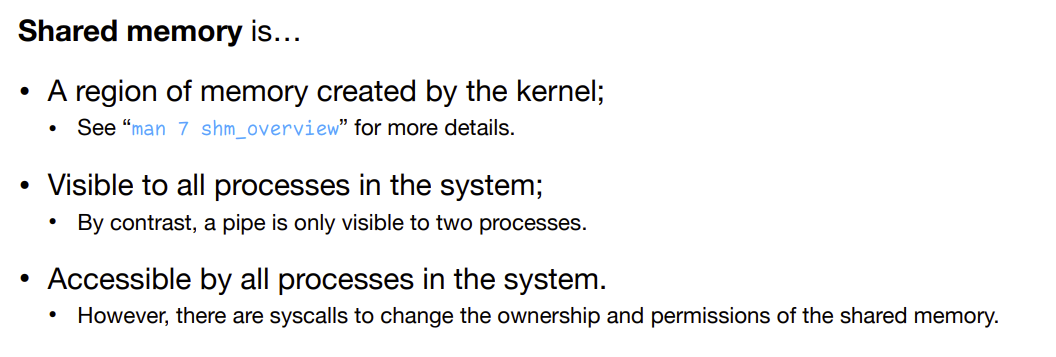 Shared memory is…
• A region of memory created by the kernel;
• See “man 7 shm_overview” for more details.
• Visible to all processes in the system;
• By contrast, a pipe is only visible to two processes.
• Accessible by all processes in the system.
• However, there are syscalls to change the ownership and permissions of the shared memory.